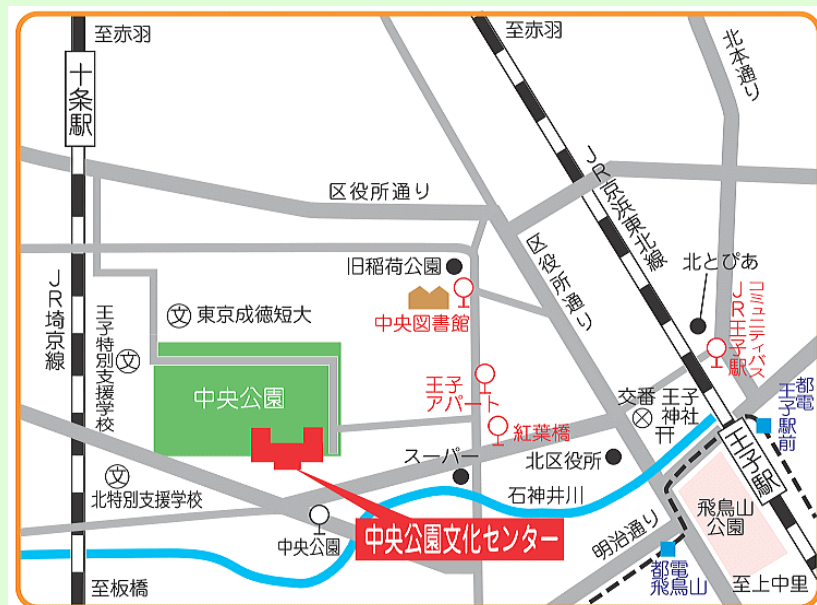 至赤羽
至赤羽
十条駅
北本通り
区役所通り
JR京浜東北線
区役所通り
旧稲荷公園
北とぴあ
中央図書館
コミュニティバス
JR王子駅
JR埼京線
王子特別支援学校
文
文
東京成徳短大
中央公園
王子
アパート
交番
王子
神社
都電
王子駅前
紅葉橋
スーパー
北区役所
王子駅
文
北特別支援学校
石神井川
飛鳥山
公園
中央公園
中央公園文化センター
明治通り
都電
飛鳥山
至板橋
至上中里